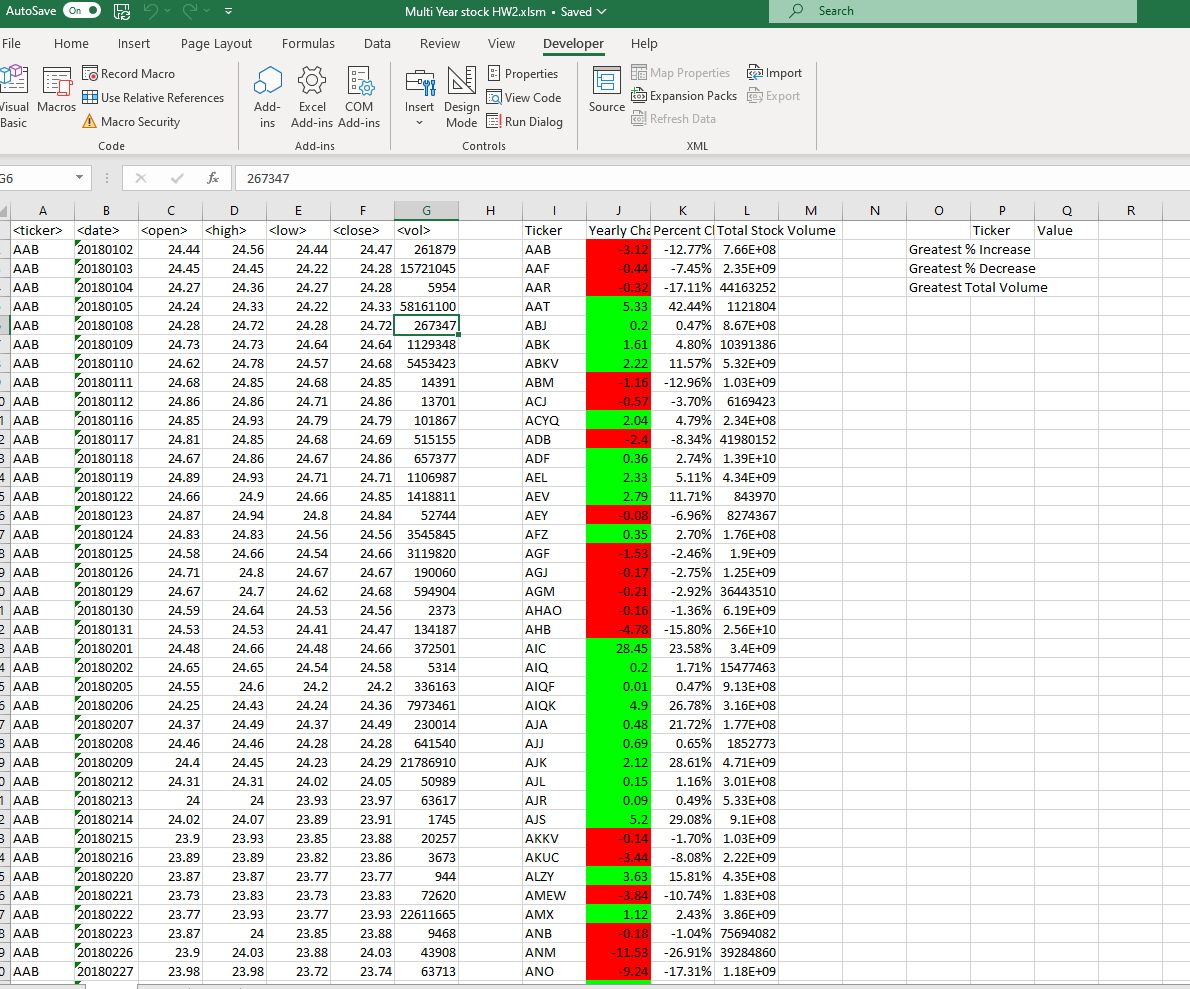 AutoSave On Multi Year stock HW2.xlsm • Saved Search
File Home Insert Page Layout Formulas Data Review View Developer Help
Visual Basic Macros Record Macro Use Relative References Macro Security Code
Add-ins Excel Add-ins COM Add-ins Add-ins
Insert Design Mode Properties View Code Run Dialog Controls
Source Map Properties Expansion Packs Refresh Data Import Export XML
G6 fx 267347
A B C D E F G H I J K L M N O P Q R
<ticker> <date> <open> <high> <low> <close> <vol> Ticker Yearly Cha Percent C Total Stock Volume Ticker Value
AAB 20180102 24.44 24.56 24.44 24.47 261879 AAB -3.12 -12.77% 7.66E+08 Greatest % Increase
AAB 20180103 24.45 24.45 24.22 24.28 15721045 AAF -0.44 -7.45% 2.35E+09 Greatest % Decrease
AAB 20180104 24.27 24.36 24.27 24.28 5954 AAR -0.32 -17.11% 44163252 Greatest Total Volume
AAB 20180105 24.24 24.33 24.22 24.33 58161100 AAT 5.33 42.44% 1121804
AAB 20180108 24.28 24.72 24.28 24.72 267347 ABJ 0.2 0.47% 8.67E+08
AAB 20180109 24.73 24.73 24.64 24.64 1129348 ABK 1.61 4.80% 10391386
AAB 20180110 24.62 24.78 24.57 24.68 5453423 ABKV 2.22 11.57% 5.32E+09
AAB 20180111 24.68 24.85 24.68 24.85 14391 ABM -1.16 -12.96% 1.03E+09
AAB 20180112 24.86 24.86 24.71 24.86 13701 ACJ -0.57 -3.70% 6169423
AAB 20180116 24.85 24.93 24.79 24.79 101867 ACYQ 2.04 4.79% 2.34E+08
AAB 20180117 24.81 24.85 24.68 24.69 515155 ADB -2.4 -8.34% 41980152
AAB 20180118 24.67 24.86 24.67 24.86 657377 ADF 0.36 2.74% 1.39E+10
AAB 20180119 24.89 24.93 24.71 24.71 1106987 AEL 2.33 5.11% 4.34E+09
AAB 20180122 24.66 24.9 24.66 24.85 1418811 AEV 2.79 11.71% 843970
AAB 20180123 24.87 24.94 24.8 24.84 52744 AEY -0.08 -6.96% 8274367
AAB 20180124 24.83 24.83 24.56 24.56 3545845 AFZ 0.35 2.70% 1.76E+08
AAB 20180125 24.58 24.66 24.54 24.66 3119820 AGF -1.53 -2.46% 1.9E+09
AAB 20180126 24.71 24.8 24.67 24.67 190060 AGJ -0.17 -2.75% 1.25E+09
AAB 20180129 24.67 24.7 24.62 24.68 594904 AGM -0.21 -2.92% 36443510
AAB 20180130 24.59 24.64 24.53 24.56 2373 AHAO -0.16 -1.36% 6.19E+09
AAB 20180131 24.53 24.53 24.41 24.47 134187 AHB -4.78 -15.80% 2.56E+10
AAB 20180201 24.48 24.66 24.48 24.66 372501 AIC 28.45 23.58% 3.4E+09
AAB 20180202 24.65 24.65 24.54 24.58 5314 AIQ 0.2 1.71% 15477463
AAB 20180205 24.55 24.6 24.2 24.2 336163 AIQF 0.01 0.47% 9.13E+08
AAB 20180206 24.25 24.43 24.24 24.36 7973461 AIQK 4.9 26.78% 3.16E+08
AAB 20180207 24.37 24.49 24.37 24.49 230014 AJA 0.48 21.72% 1.77E+08
AAB 20180208 24.46 24.46 24.28 24.28 641540 AJJ 0.69 0.65% 1852773
AAB 20180209 24.4 24.45 24.23 24.29 21786910 AJK 2.12 28.61% 4.71E+09
AAB 20180212 24.31 24.31 24.02 24.05 50989 AJL 0.15 1.16% 3.01E+08
AAB 20180213 24 24 23.93 23.97 63617 AJR 0.09 0.49% 5.33E+08
AAB 20180214 24.02 24.07 23.89 23.91 1745 AJS 5.2 29.08% 9.1E+08
AAB 20180215 23.9 23.93 23.85 23.88 20257 AKKV -0.14 -1.70% 1.03E+09
AAB 20180216 23.89 23.89 23.82 23.86 3673 AKUC -3.44 -8.08% 2.22E+09
AAB 20180220 23.87 23.87 23.77 23.77 944 ALZY 3.63 15.81% 4.35E+08
AAB 20180221 23.73 23.83 23.73 23.83 72620 AMEW -3.84 -10.74% 1.83E+08
AAB 20180222 23.77 23.93 23.77 23.93 22611665 AMX 1.12 2.43% 3.86E+09
AAB 20180223 23.87 24 23.85 23.88 9468 ANB -0.18 -1.04% 75694082
AAB 20180226 23.9 24.03 23.88 24.03 43908 ANM -11.53 -26.91% 39284860
AAB 20180227 23.98 23.98 23.72 23.74 63713 ANO -9.24 -17.31% 1.18E+09